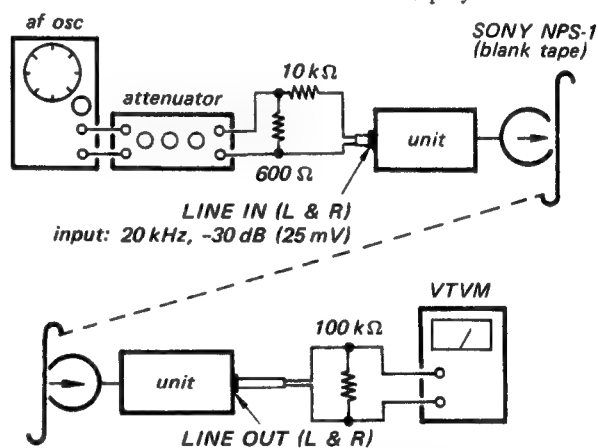 af osc
attenuator
10 kΩ
600 Ω
SONY NPS-1
(blank tape)
unit
LINE IN (L & R)
input: 20 kHz, -30 dB (25 mV)
VTVM
100 kΩ
unit
LINE OUT (L & R)